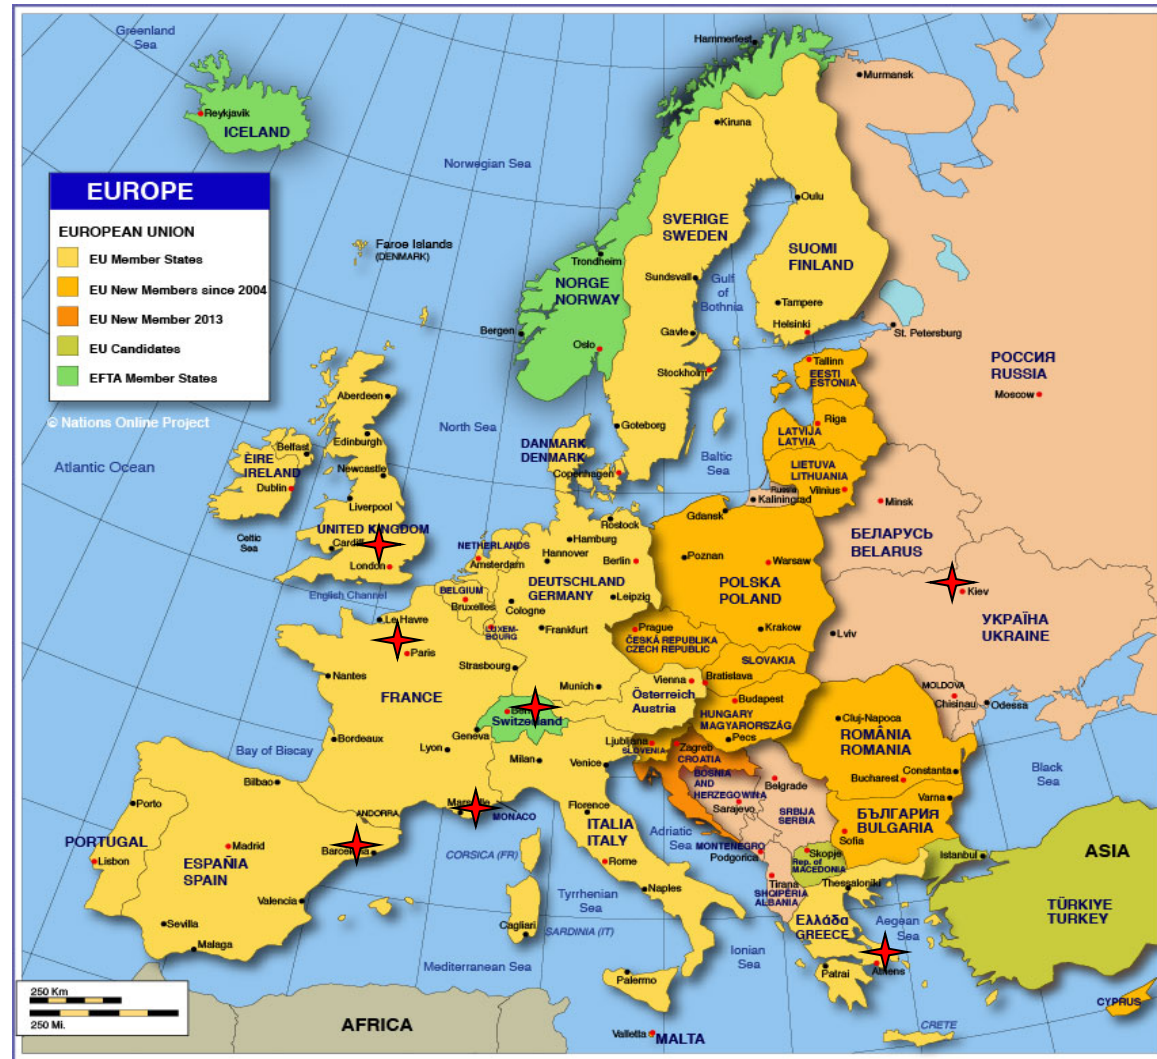 Greenland
Sea
Hammerfest
Murmansk
Reykjavik
ICELAND
Kiruna
Norwegian Sea
EUROPE
EUROPEAN UNION
EU Member States
EU New Members since 2004
EU New Member 2013
EU Candidates
EFTA Member States
© Nations Online Project
Oulu
SVERIGE
SWEDEN
SUOMI
FINLAND
Faroe Islands
(DENMARK)
Trondheim
NORGE
NORWAY
Sundsvall
Gulf
of
Bothnia
Tampere
Helsinki
St. Petersburg
Bergen
Oslo
Gavle
Stockholm
Tallinn
EESTI
ESTONIA
РОССИЯ
RUSSIA
Moscow
Aberdeen
North Sea
Goteborg
Riga
LATVIJA
LATVIA
Edinburgh
Belfast
DANMARK
DENMARK
Baltic
Sea
LIETUVA
LITHUANIA
Atlantic Ocean
ÈIRE
IRELAND
Newcastle
Copenhagen
Russia
Kaliningrad
Vilnius
Minsk
Dublin
Liverpool
Gdansk
БЕЛАРУСЬ
BELARUS
Celtic
Sea
UNITED KINGDOM
Cardiff
London
Rostock
Hamburg
NETHERLANDS
Amsterdam
Hannover
Berlin
Poznan
Warsaw
English Channel
BELGIUM
Bruxelles
DEUTSCHLAND
GERMANY
Leipzig
Cologne
POLSKA
POLAND
Kiev
УКРАЇНА
UKRAINE
Le Havre
LUXEM-
BOURG
Frankfurt
Prague
ČESKÁ REPUBLIKA
CZECH REPUBLIC
Krakow
Lviv
Paris
Strasbourg
SLOVAKIA
Nantes
FRANCE
Munich
Vienna
Bratislava
Österreich
Austria
Budapest
HUNGARY
MAGYARORSZÁG
MOLDOVA
Chisinau
Odessa
Switzerland
Geneva
Cluj-Napoca
ROMÂNIA
ROMANIA
Bay of Biscay
Bordeaux
Lyon
Milan
Venice
Ljubljana
SLOVENIA
Zagreb
CROATIA
Pecs
Bucharest
Constanta
Black
Sea
Bilbao
BOSNIA
AND
HERZEGOWINA
Sarajevo
Belgrade
SRBIJA
SERBIA
Varna
БЪЛГАРИЯ
BULGARIA
Porto
ANDORRA
Marseille
MONACO
Florence
ITALIA
ITALY
Adriatic
Sea
MONTENEGRO
Podgorica
Sofia
PORTUGAL
Lisbon
Madrid
ESPAÑIA
SPAIN
Barcelona
CORSICA (FR)
Rome
Skopje
Rep. of
MACEDONIA
Istanbul
ASIA
Tirana
SHQIPËRIA
ALBANIA
Thessaloniki
Valencia
Tyrrhenian
Sea
Naples
TÜRKIYE
TURKEY
Sevilla
Malaga
Cagliari
SARDINIA (IT)
Ελλάδα
GREECE
Aegean
Sea
Mediterranean Sea
Palermo
Ionian
Sea
Patrai
Athens
250 Km
250 Mi.
AFRICA
Valletta
MALTA
CRETE
CYPRUS